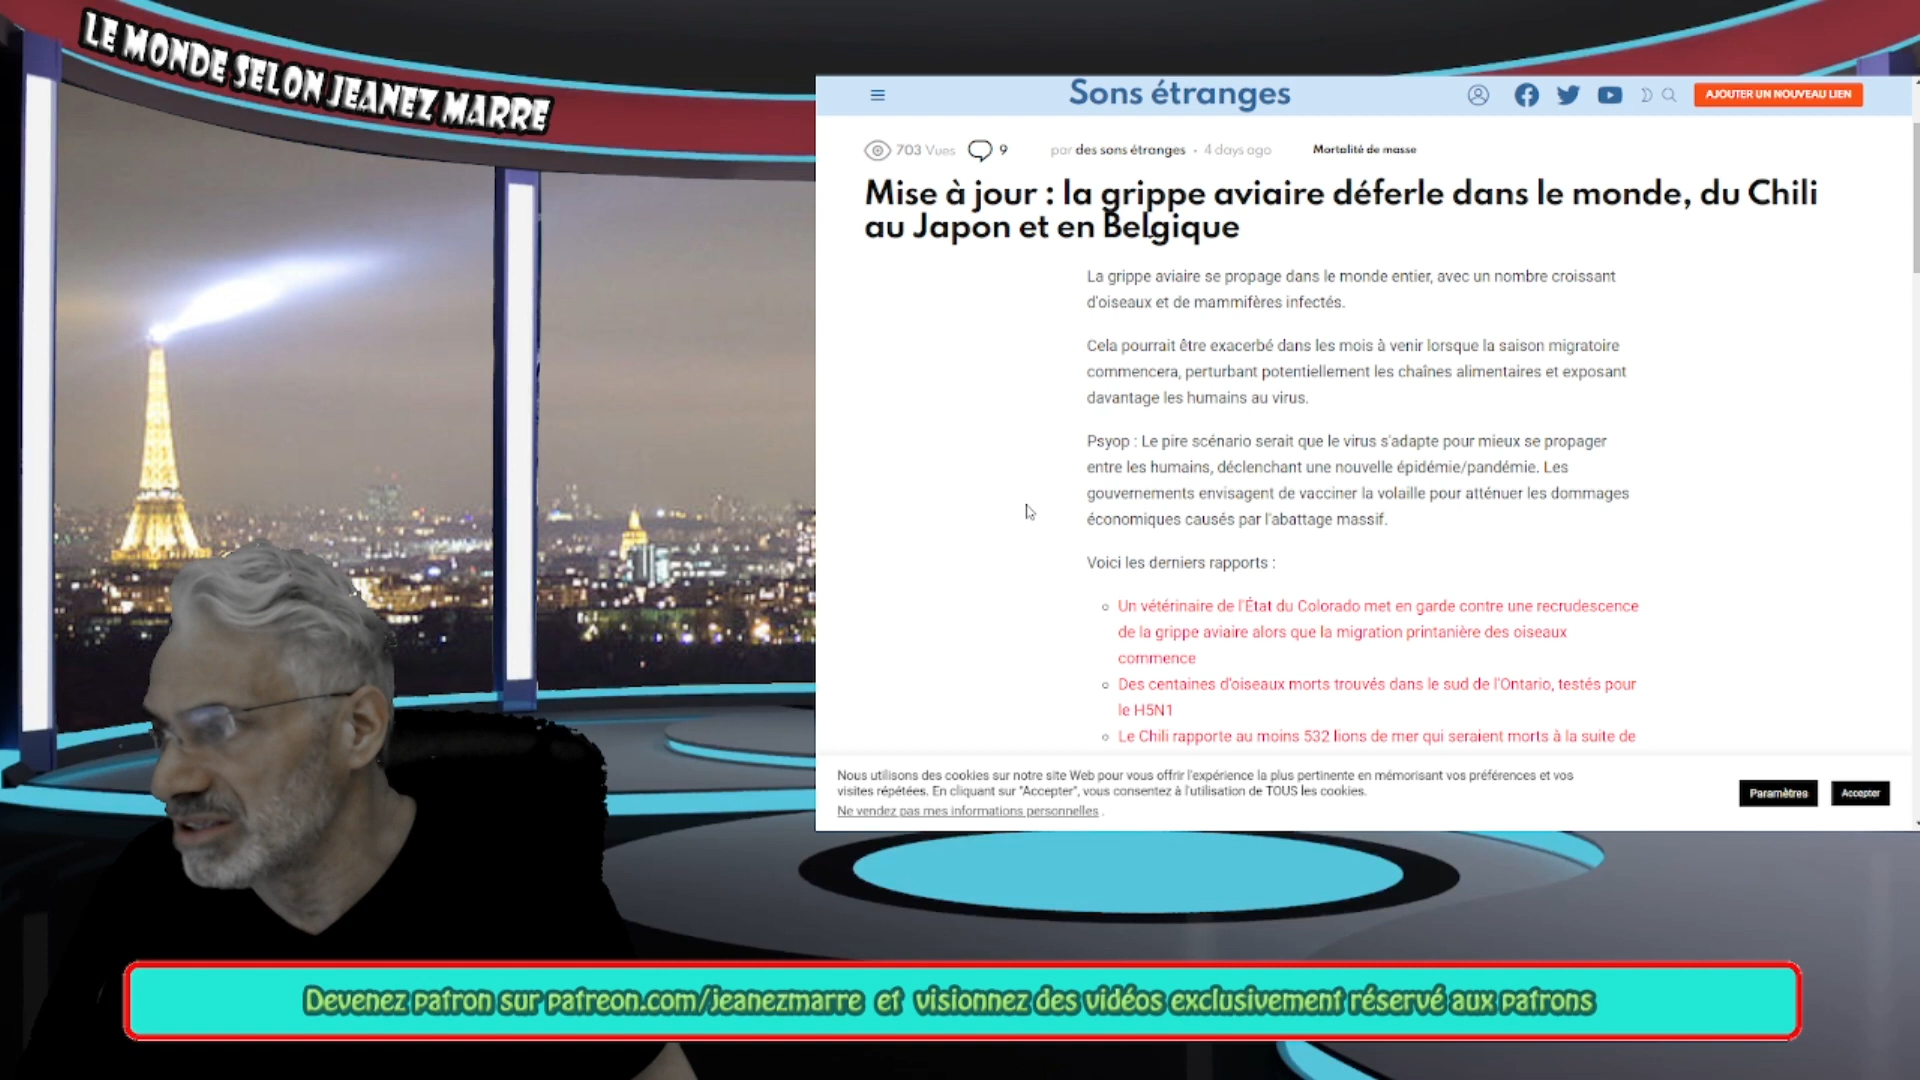 LE MONDE SELON JEANEZ MARRE
Sons étranges
AJOUTER UN NOUVEAU LIEN
703 Vues 9 par des sons étranges • 4 days ago Mortalité de masse
Mise à jour : la grippe aviaire déferle dans le monde, du Chili
au Japon et en Belgique
La grippe aviaire se propage dans le monde entier, avec un nombre croissant
d'oiseaux et de mammifères infectés.
Cela pourrait être exacerbé dans les mois à venir lorsque la saison migratoire
commencera, perturbant potentiellement les chaînes alimentaires et exposant
davantage les humains au virus.
Psyop : Le pire scénario serait que le virus s'adapte pour mieux se propager
entre les humains, déclenchant une nouvelle épidémie/pandémie. Les
gouvernements envisagent de vacciner la volaille pour atténuer les dommages
économiques causés par l'abattage massif.
Voici les derniers rapports :
Un vétérinaire de l'État du Colorado met en garde contre une recrudescence
de la grippe aviaire alors que la migration printanière des oiseaux
commence
Des centaines d'oiseaux morts trouvés dans le sud de l'Ontario, testés pour
le H5N1
Le Chili rapporte au moins 532 lions de mer qui seraient morts à la suite de
Nous utilisons des cookies sur notre site Web pour vous offrir l'expérience la plus pertinente en mémorisant vos préférences et vos
visites répétées. En cliquant sur "Accepter", vous consentez à l'utilisation de TOUS les cookies.
Ne vendez pas mes informations personnelles .
Paramètres Accepter
Devenez patron sur patreon.com/jeanezmarre et visionnez des vidéos exclusivement réservé aux patrons